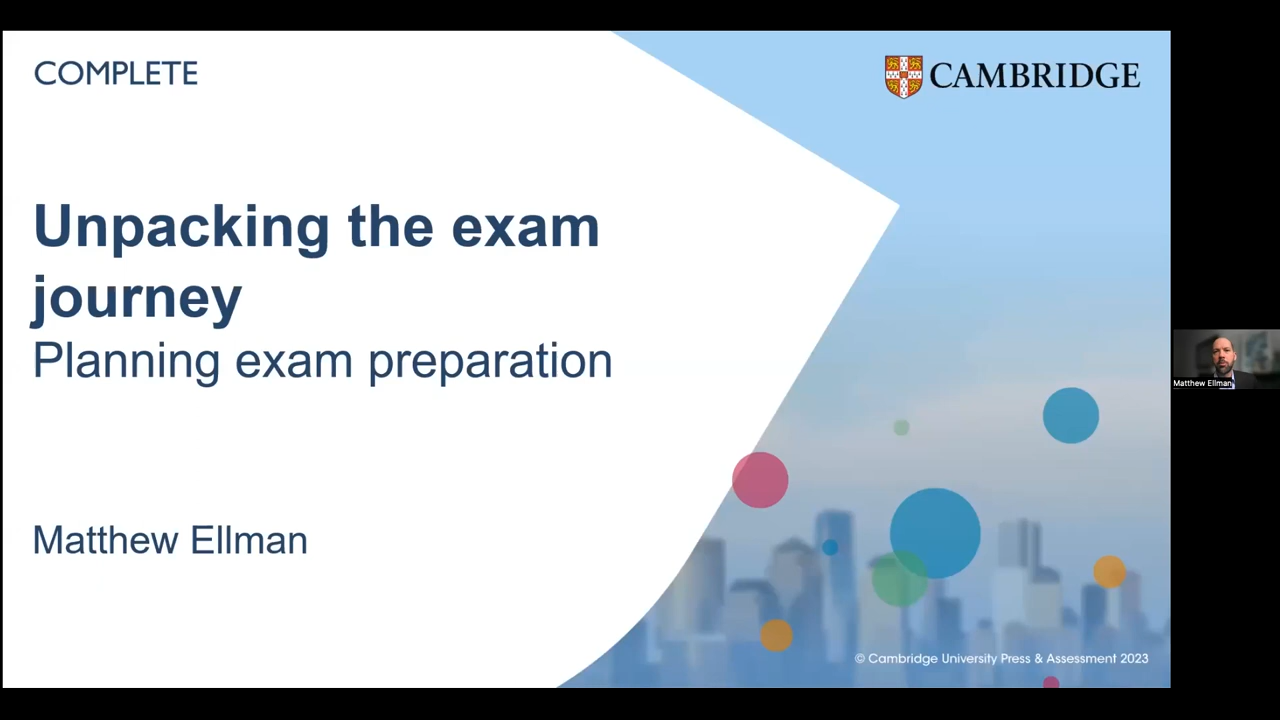 COMPLETE
CAMBRIDGE
Unpacking the exam
journey
Planning exam preparation
Matthew Ellman
Matthew Ellman
© Cambridge University Press & Assessment 2023